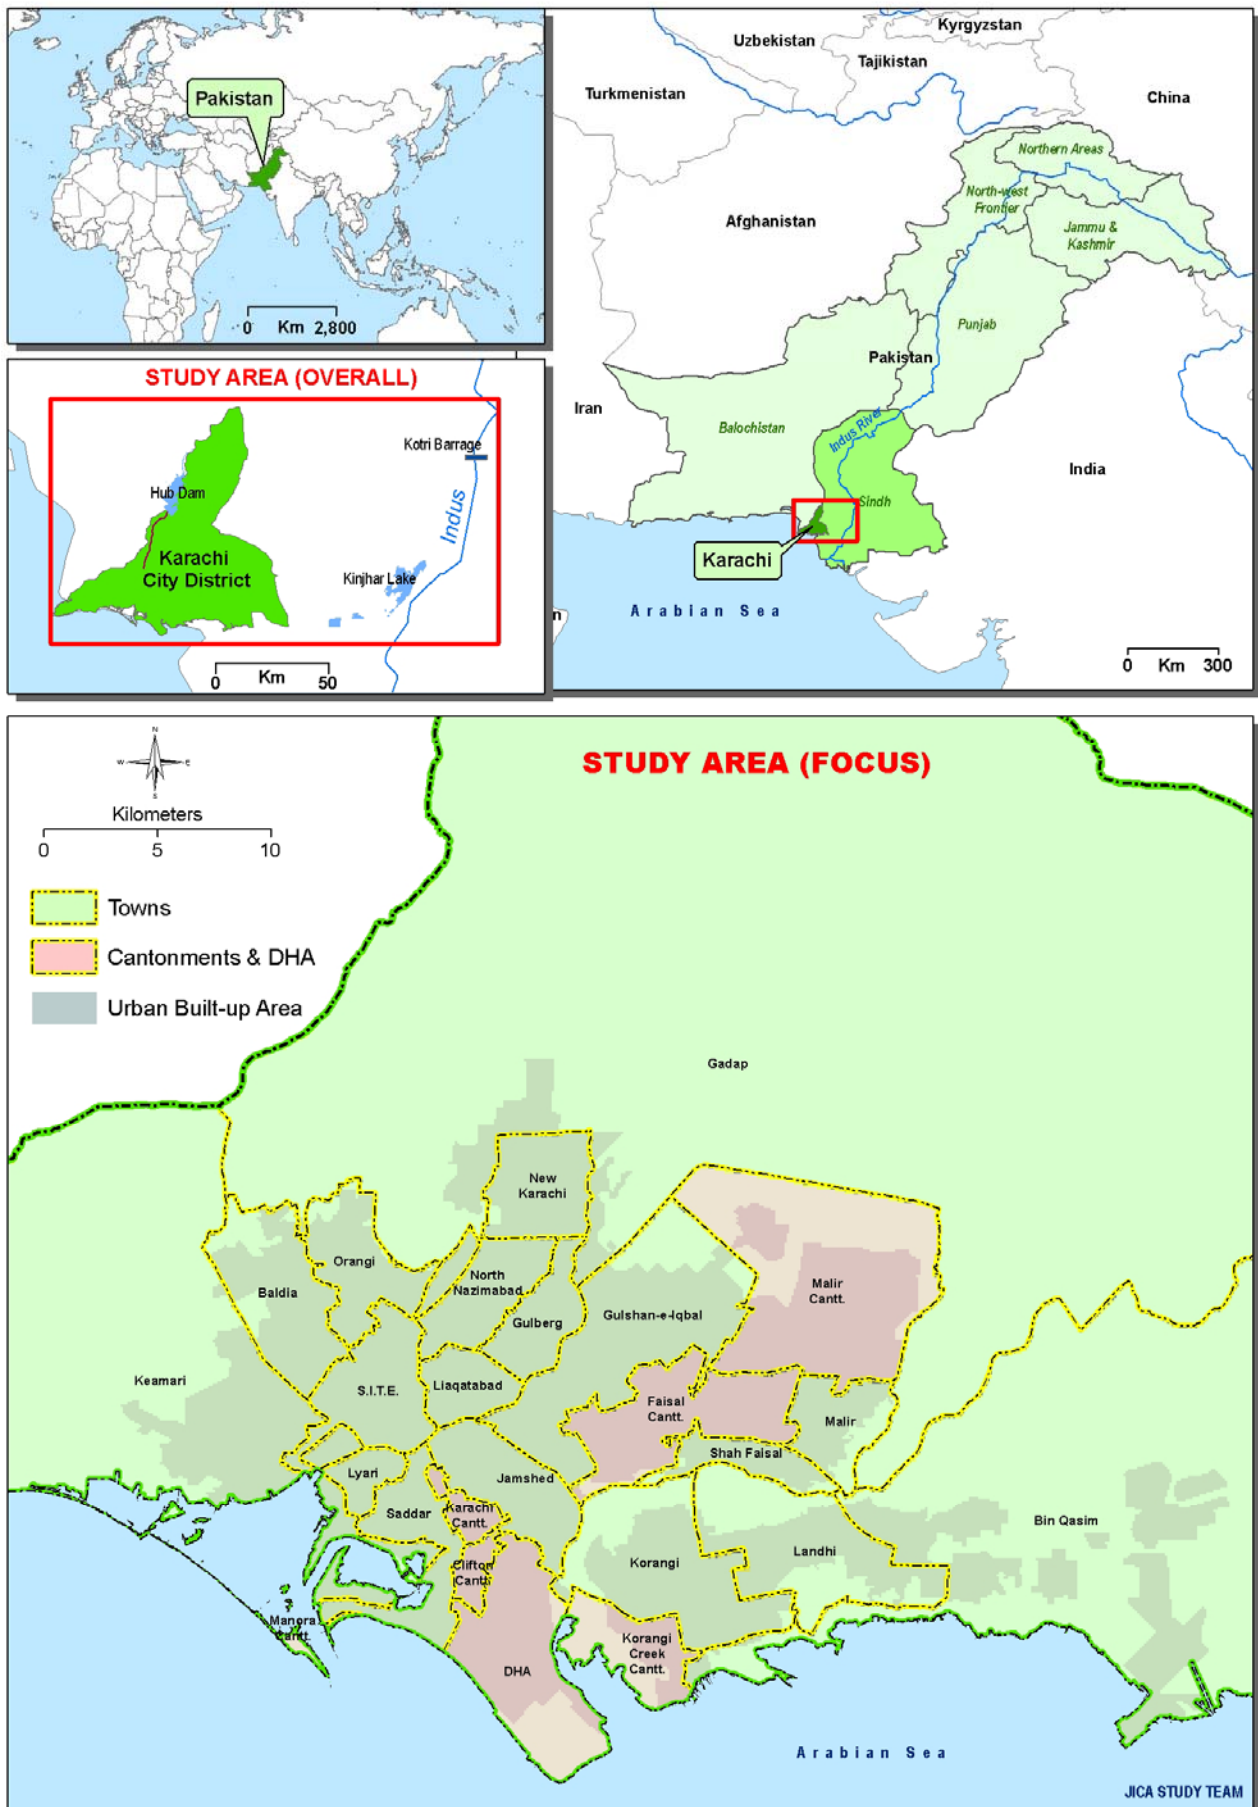 Pakistan
0 Km 2,800
Uzbekistan
Kyrgyzstan
Tajikistan
Turkmenistan
China
Northern Areas
North-west
Frontier
Afghanistan
Jammu &
Kashmir
Punjab
Pakistan
Iran
Balochistan
Indus River
India
Sindh
Karachi
Arabian Sea
n
0 Km 300
STUDY AREA (OVERALL)
Kotri Barrage
Hub Dam
Indus
Karachi
City District
Kinjhar Lake
Km
0 50
STUDY AREA (FOCUS)
N
W E
S
Kilometers
0 5 10
Towns
Cantonments & DHA
Urban Built-up Area
Gadap
New
Karachi
Orangi
North
Nazimabad
Baldia
Malir
Cantt.
Gulberg
Gulshan-e-Iqbal
Keamari
S.I.T.E.
Liaqatabad
Faisal
Cantt.
Malir
Shah Faisal
Lyari
Jamshed
Saddar
Karachi
Cantt.
Bin Qasim
Korangi
Landhi
Clifton
Cantt.
Manora
Cantt.
Korangi
Creek
Cantt.
DHA
Arabian Sea
JICA STUDY TEAM